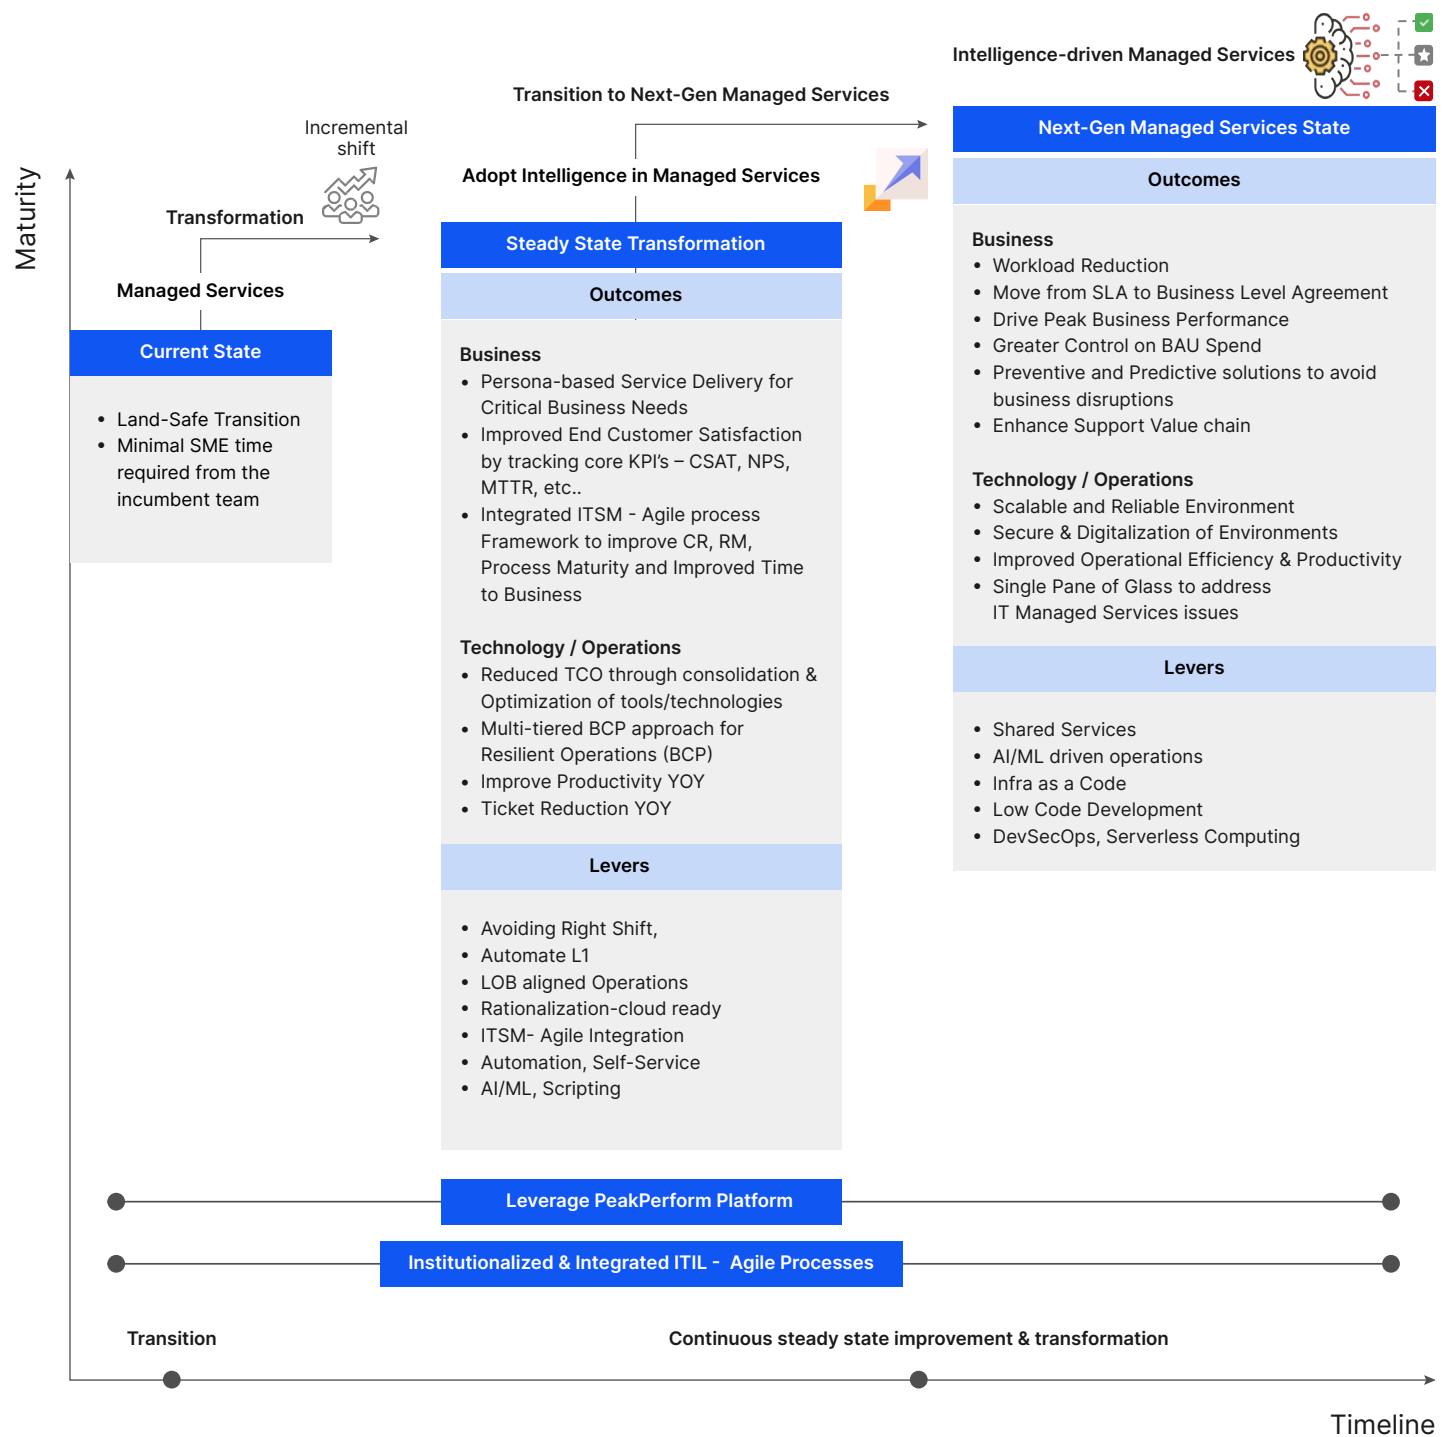 Intelligence-driven Managed Services
Transition to Next-Gen Managed Services
Incremental
shift
Maturity
Transformation
Managed Services
Current State
• Land-Safe Transition
• Minimal SME time
required from the
incumbent team
Adopt Intelligence in Managed Services
Steady State Transformation
Outcomes
Business
• Persona-based Service Delivery for
Critical Business Needs
• Improved End Customer Satisfaction
by tracking core KPI's – CSAT, NPS,
MTTR, etc..
• Integrated ITSM - Agile process
Framework to improve CR, RM,
Process Maturity and Improved Time
to Business
Technology / Operations
• Reduced TCO through consolidation &
Optimization of tools/technologies
• Multi-tiered BCP approach for
Resilient Operations (BCP)
• Improve Productivity YOY
• Ticket Reduction YOY
Levers
• Avoiding Right Shift,
• Automate L1
• LOB aligned Operations
• Rationalization-cloud ready
• ITSM- Agile Integration
• Automation, Self-Service
• AI/ML, Scripting
Next-Gen Managed Services State
Outcomes
Business
• Workload Reduction
• Move from SLA to Business Level Agreement
• Drive Peak Business Performance
• Greater Control on BAU Spend
• Preventive and Predictive solutions to avoid
business disruptions
• Enhance Support Value chain
Technology / Operations
• Scalable and Reliable Environment
• Secure & Digitalization of Environments
• Improved Operational Efficiency & Productivity
• Single Pane of Glass to address
IT Managed Services issues
Levers
• Shared Services
• AI/ML driven operations
• Infra as a Code
• Low Code Development
• DevSecOps, Serverless Computing
Leverage PeakPerform Platform
Institutionalized & Integrated ITIL - Agile Processes
Transition
Continuous steady state improvement & transformation
Timeline